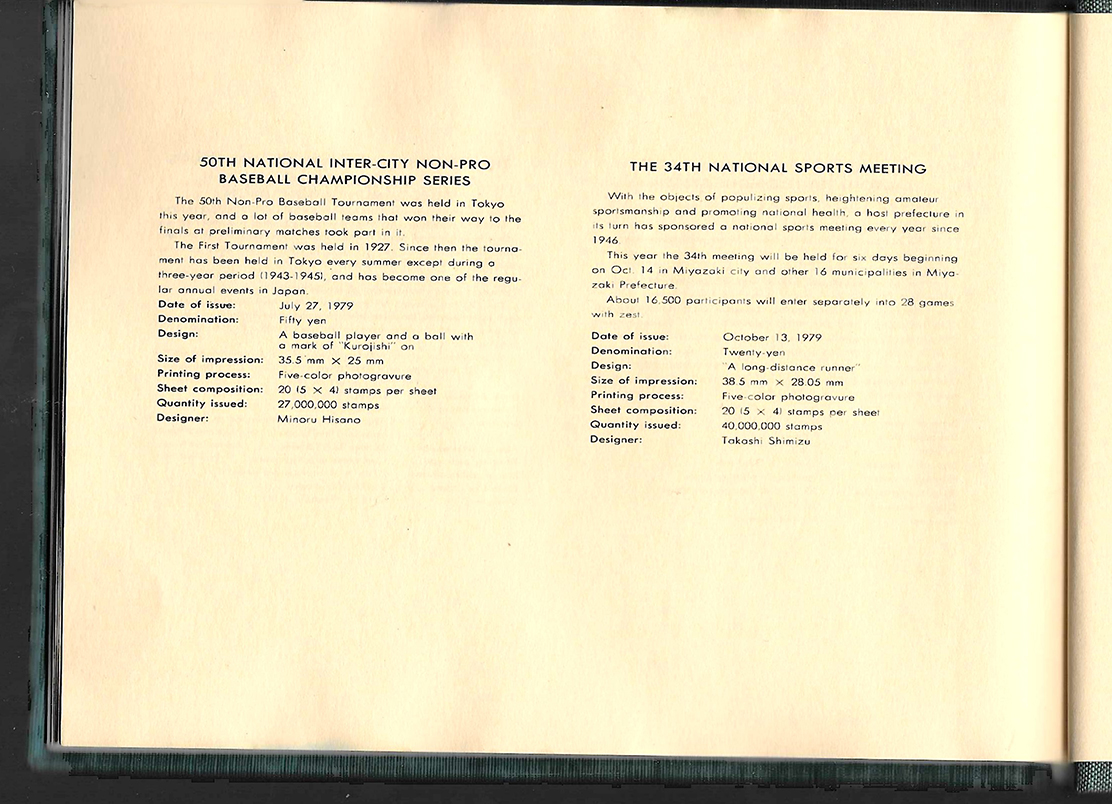 50TH NATIONAL INTER-CITY NON-PRO
BASEBALL CHAMPIONSHIP SERIES
The 50th Non-Pro Baseball Tournament was held in Tokyo
this year, and a lot of baseball teams that won their way to the
finals at preliminary matches took part in it.
The First Tournament was held in 1927. Since then the tourna-
ment has been held in Tokyo every summer except during a
three-year period (1943-1945), and has become one of the regu-
lar annual events in Japan.
Date of issue: July 27, 1979
Denomination: Fifty yen
Design: A baseball player and a ball with
a mark of "Kurojishi" on
Size of impression: 35.5 mm × 25 mm
Printing process: Five-color photogravure
Sheet composition: 20 (5 × 4) stamps per sheet
Quantity issued: 27,000,000 stamps
Designer: Minoru Hisano
THE 34TH NATIONAL SPORTS MEETING
With the objects of populizing sports, heightening amateur
sportsmanship and promoting national health, a host prefecture in
its turn has sponsored a national sports meeting every year since
1946.
This year the 34th meeting will be held for six days beginning
on Oct. 14 in Miyazaki city and other 16 municipalities in Miya-
zaki Prefecture.
About 16,500 participants will enter separately into 28 games
with zest.
Date of issue: October 13, 1979
Denomination: Twenty-yen
Design: "A long-distance runner"
Size of impression: 38.5 mm × 28.05 mm
Printing process: Five-color photogravure
Sheet composition: 20 (5 × 4) stamps per sheet
Quantity issued: 40,000,000 stamps
Designer: Takashi Shimizu